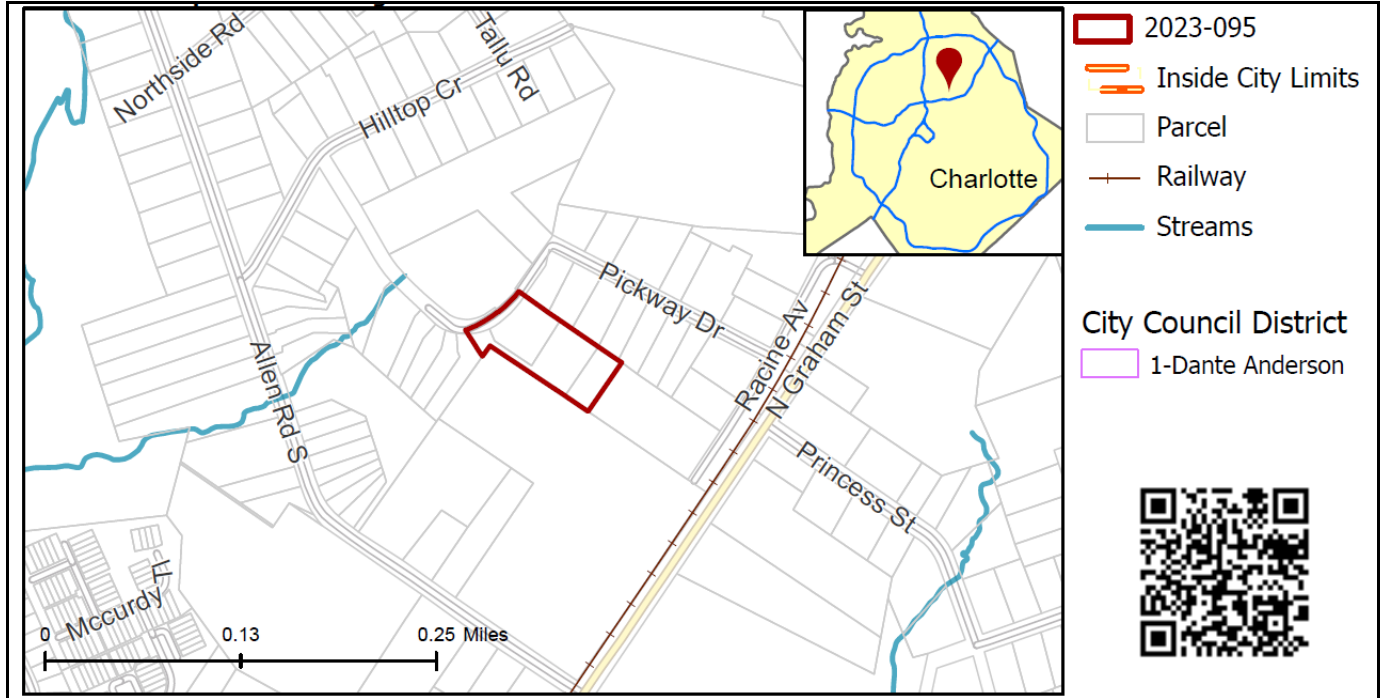 Northside Rd
Tallu Rd
Hilltop Cr
Pickway Dr
Racine Av
N Graham St
Allen Rd S
Princess St
Mccurdy
0 0.13 0.25 Miles
Charlotte
2023-095
Inside City Limits
Parcel
Railway
Streams
City Council District
1-Dante Anderson